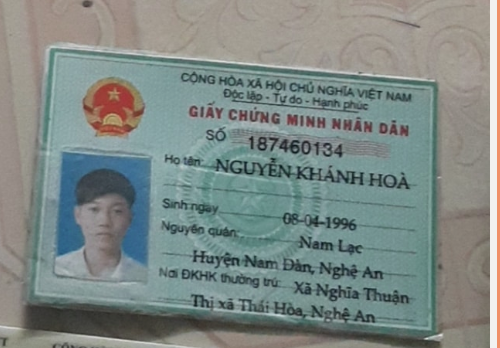 CỘNG HÒA XÃ HỘI CHỦ NGHĨA VIỆT NAM
Độc lập - Tự do - Hạnh phúc
GIẤY CHỨNG MINH NHÂN DÂN
SỐ 187460134
Họ tên: NGUYỄN KHÁNH HOÀ
Sinh ngày 08-04-1996
Nguyên quán: Nam Lạc
Huyện Nam Đàn, Nghệ An
Nơi ĐKHK thường trú: Xã Nghĩa Thuận
Thị xã Thái Hòa, Nghệ An